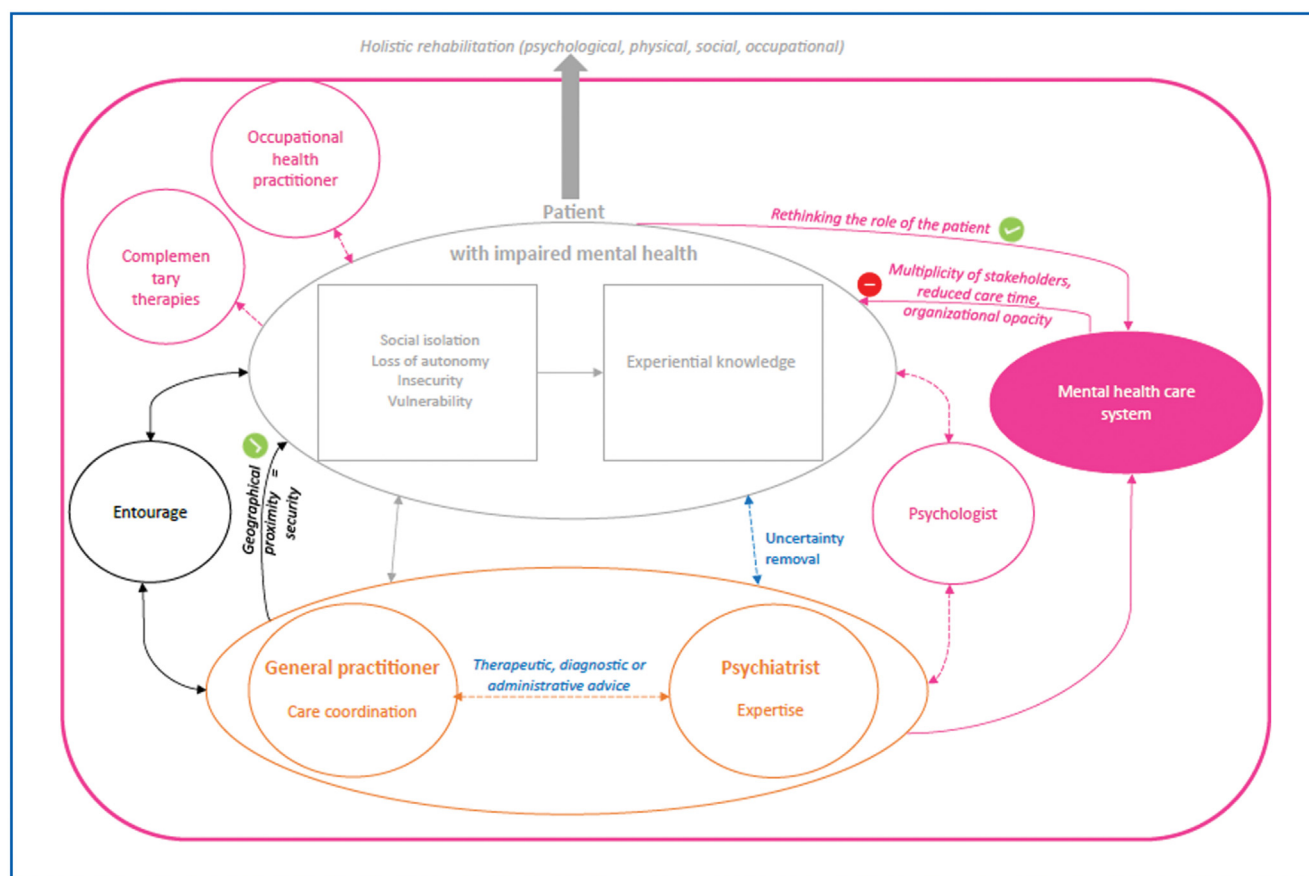 Holistic rehabilitation (psychological, physical, social, occupational)
Occupational
health
practitioner
Complemen
tary
therapies
Patient
with impaired mental health
Rethinking the role of the patient
Multiplicity of stakeholders,
reduced care time,
organizational opacity
Social isolation
Loss of autonomy
Insecurity
Vulnerability
Experiential knowledge
Mental health care
system
Entourage
Geographical
proximity =
security
Psychologist
Uncertainty
removal
General practitioner
Care coordination
Therapeutic, diagnostic or
administrative advice
Psychiatrist
Expertise